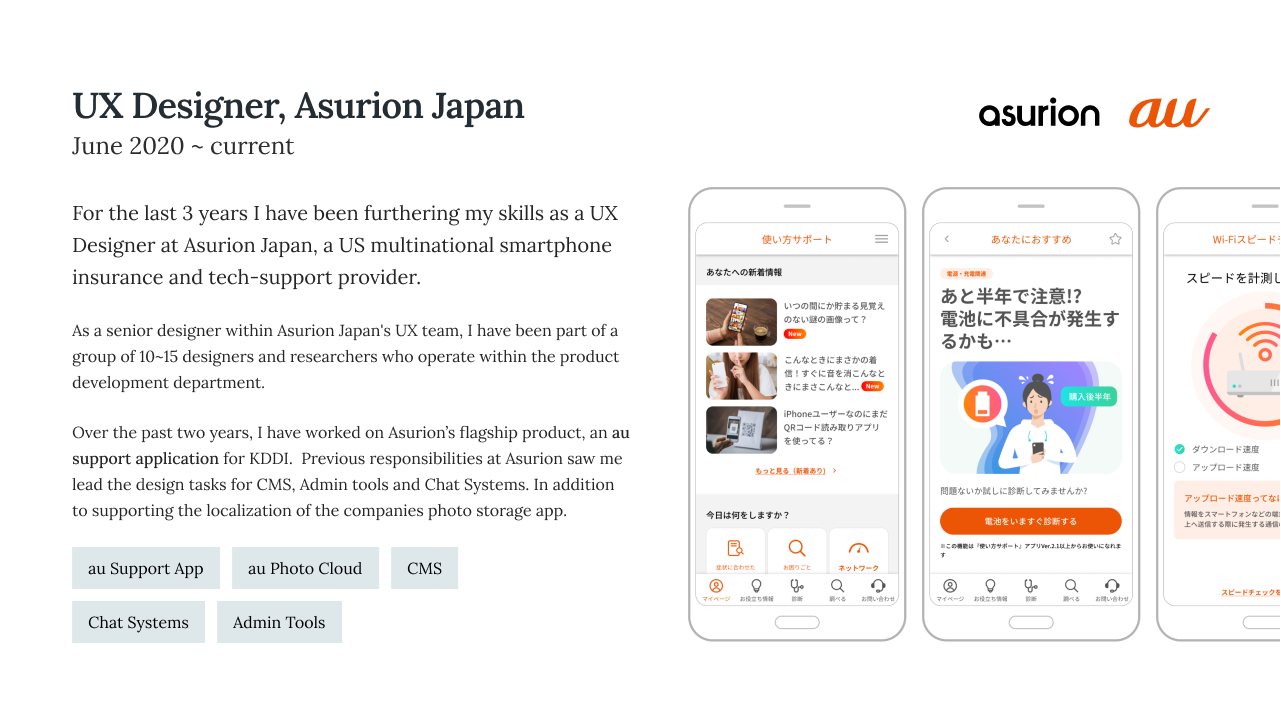 UX Designer, Asurion Japan
June 2020 ~ current
For the last 3 years I have been furthering my skills as a UX
Designer at Asurion Japan, a US multinational smartphone
insurance and tech-support provider.
As a senior designer within Asurion Japan's UX team, I have been part of a
group of 10~15 designers and researchers who operate within the product
development department.
Over the past two years, I have worked on Asurion’s flagship product, an au
support application for KDDI.  Previous responsibilities at Asurion saw me
lead the design tasks for CMS, Admin tools and Chat Systems. In addition
to supporting the localization of the companies photo storage app.
au Support App
au Photo Cloud
CMS
Chat Systems
Admin Tools
asurion
au
使い方サポート
あなたへの新着情報
いつの間にか貯まる見覚え
のない謎の画像って？
New
こんなときにまさかの着
信！すぐに音を消こんなと
きにまさこんなと... New
iPhoneユーザーなのにまだ
QRコード読み取りアプリ
を使ってる？
もっと見る（新着あり）
今日は何をしますか？
症状に合わせた
お困りごと
ネットワーク
マイページ
お役立ち情報
診断
調べる
お問い合わせ
あなたにおすすめ
電源・充電関連
あと半年で注意!?
電池に不具合が発生す
るかも…
購入後半年
問題ないか試しに診断してみませんか?
電池をいますぐ診断する
※この機能は「使い方サポート」アプリVer.2.1以上からお使いになれま
す
マイページ
お役立ち情報
診断
調べる
お問い合わせ
Wi-Fiスピード
スピードを計測し
ダウンロード速度
アップロード速度
アップロード速度ってな
情報をスマートフォンなどの端
上へ送信する際に発生する通信
スピードチェックを